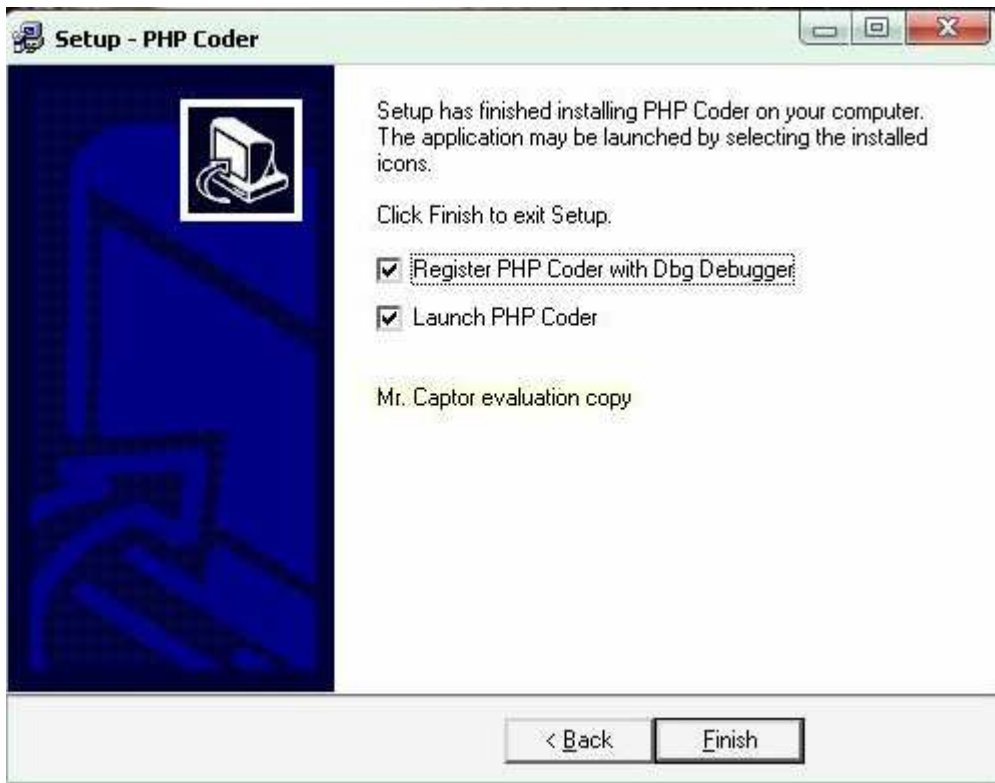 Setup - PHP Coder
Setup has finished installing PHP Coder on your computer.
The application may be launched by selecting the installed
icons.
Click Finish to exit Setup.
Register PHP Coder with Dbg Debugger
Launch PHP Coder
Mr. Captor evaluation copy
< Back
Finish